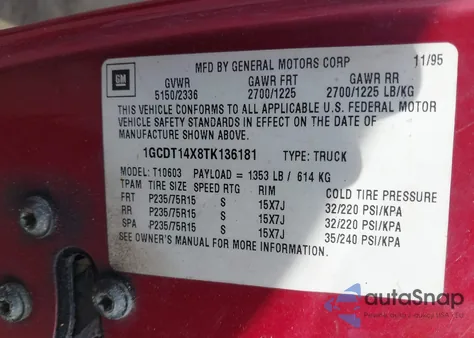 MFD BY GENERAL MOTORS CORP 11/95
GM
GVWR GAWR FRT GAWR RR
5150/2336 2700/1225 2700/1225 LB/KG
THIS VEHICLE CONFORMS TO ALL APPLICABLE U.S. FEDERAL MOTOR
VEHICLE SAFETY STANDARDS IN EFFECT ON THE DATE OF
MANUFACTURE SHOWN ABOVE.
1GCDT14X8TK136181 TYPE: TRUCK
MODEL: T10603 PAYLOAD = 1353 LB / 614 KG
TPAM TIRE SIZE SPEED RTG RIM COLD TIRE PRESSURE
FRT P235/75R15 S 15X7J 32/220 PSI/KPA
RR P235/75R15 S 15X7J 32/220 PSI/KPA
SPA P235/75R15 S 15X7J 35/240 PSI/KPA
SEE OWNER'S MANUAL FOR MORE INFORMATION.
autaSnap